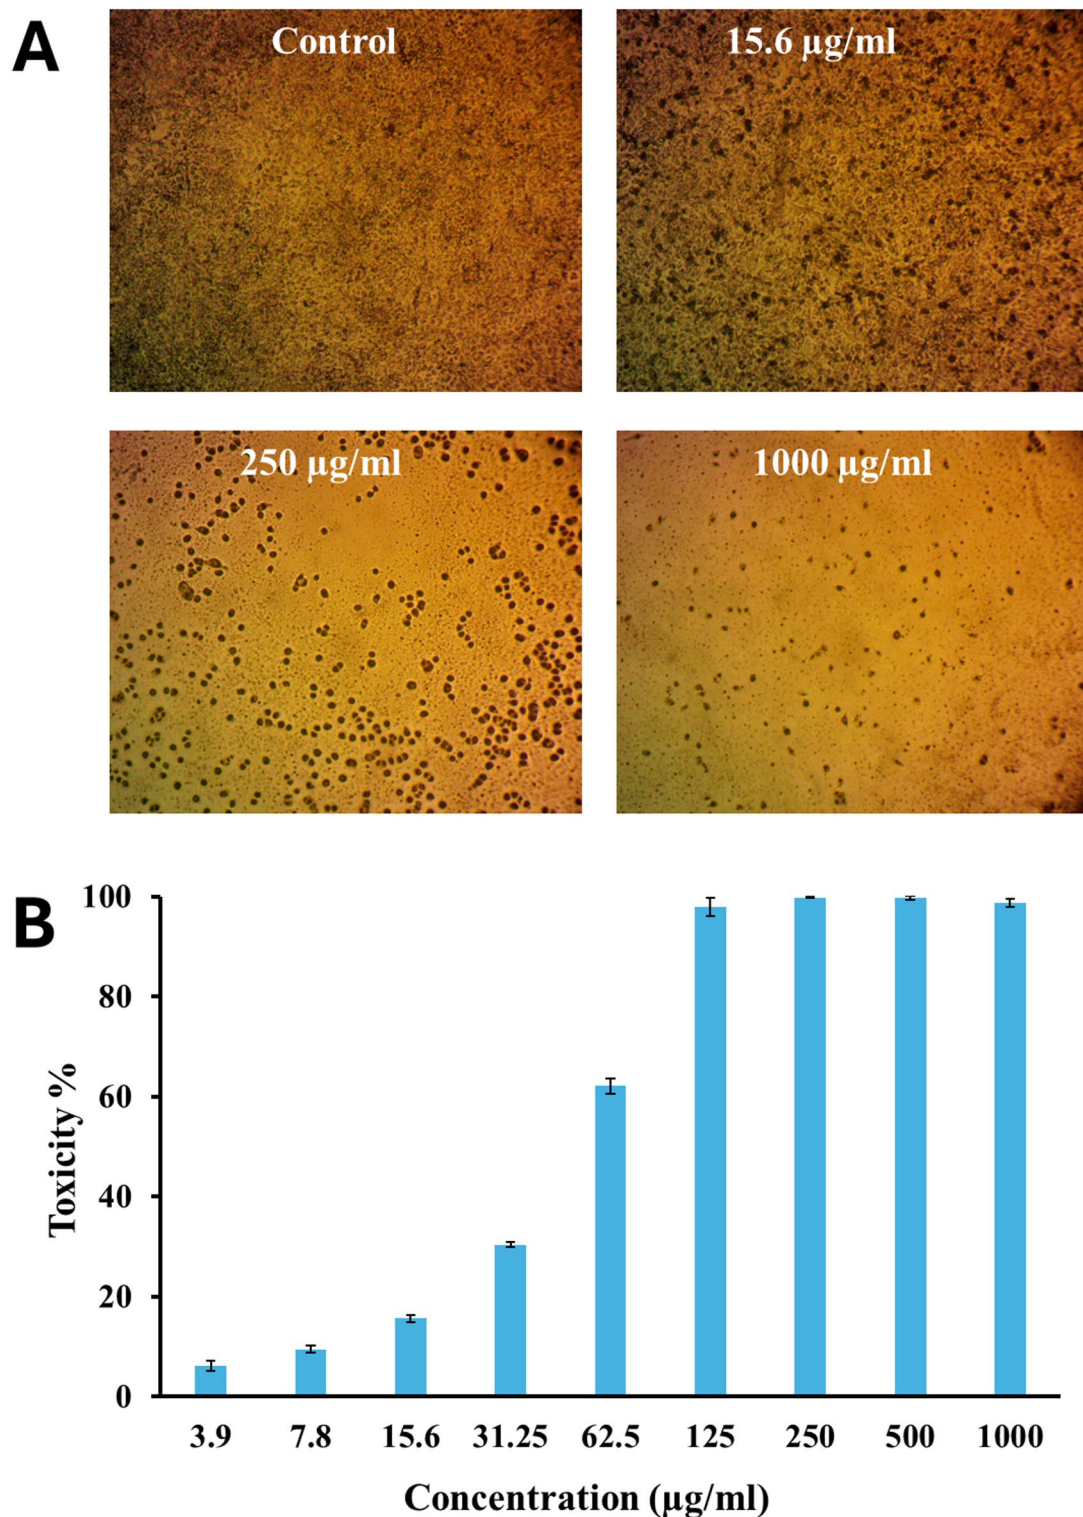 A
Control
15.6 µg/ml
250 µg/ml
1000 µg/ml
B
100
80
60
40
20
0
Toxicity %
3.9 7.8 15.6 31.25 62.5 125 250 500 1000
Concentration (µg/ml)